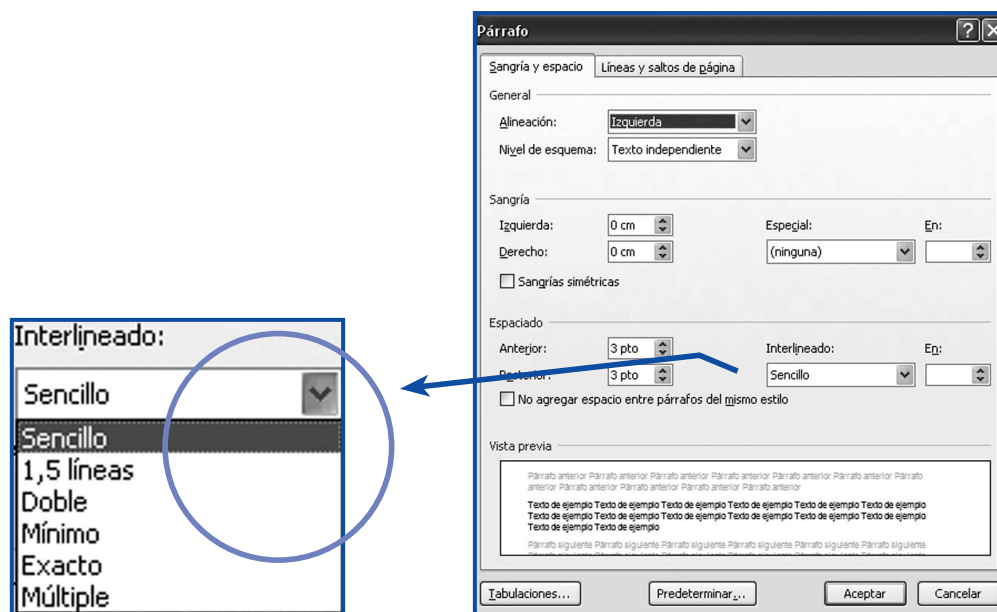 Párrafo
Sangría y espacio Líneas y saltos de página
General
Alineación: Izquierda
Nivel de esquema: Texto independiente
Sangría
Izquierda: 0 cm Especial: En:
Derecho: 0 cm (ninguna)
Sangrías simétricas
Espaciado
Anterior: 3 pto Interlineado: En:
Posterior: 3 pto Sencillo
No agregar espacio entre párrafos del mismo estilo
Vista previa
Párrafo anterior Párrafo anterior Párrafo anterior Párrafo anterior Párrafo anterior Párrafo anterior Párrafo
anterior Párrafo anterior Párrafo anterior Párrafo anterior Párrafo anterior
Texto de ejemplo Texto de ejemplo Texto de ejemplo Texto de ejemplo Texto de ejemplo Texto de ejemplo
Texto de ejemplo Texto de ejemplo Texto de ejemplo Texto de ejemplo Texto de ejemplo Texto de ejemplo
Texto de ejemplo Texto de ejemplo
Párrafo siguiente Párrafo siguiente Párrafo siguiente Párrafo siguiente Párrafo siguiente Párrafo siguiente
Tabulaciones... Predeterminar... Aceptar Cancelar
Interlineado:
Sencillo
Sencillo
1,5 líneas
Doble
Mínimo
Exacto
Múltiple